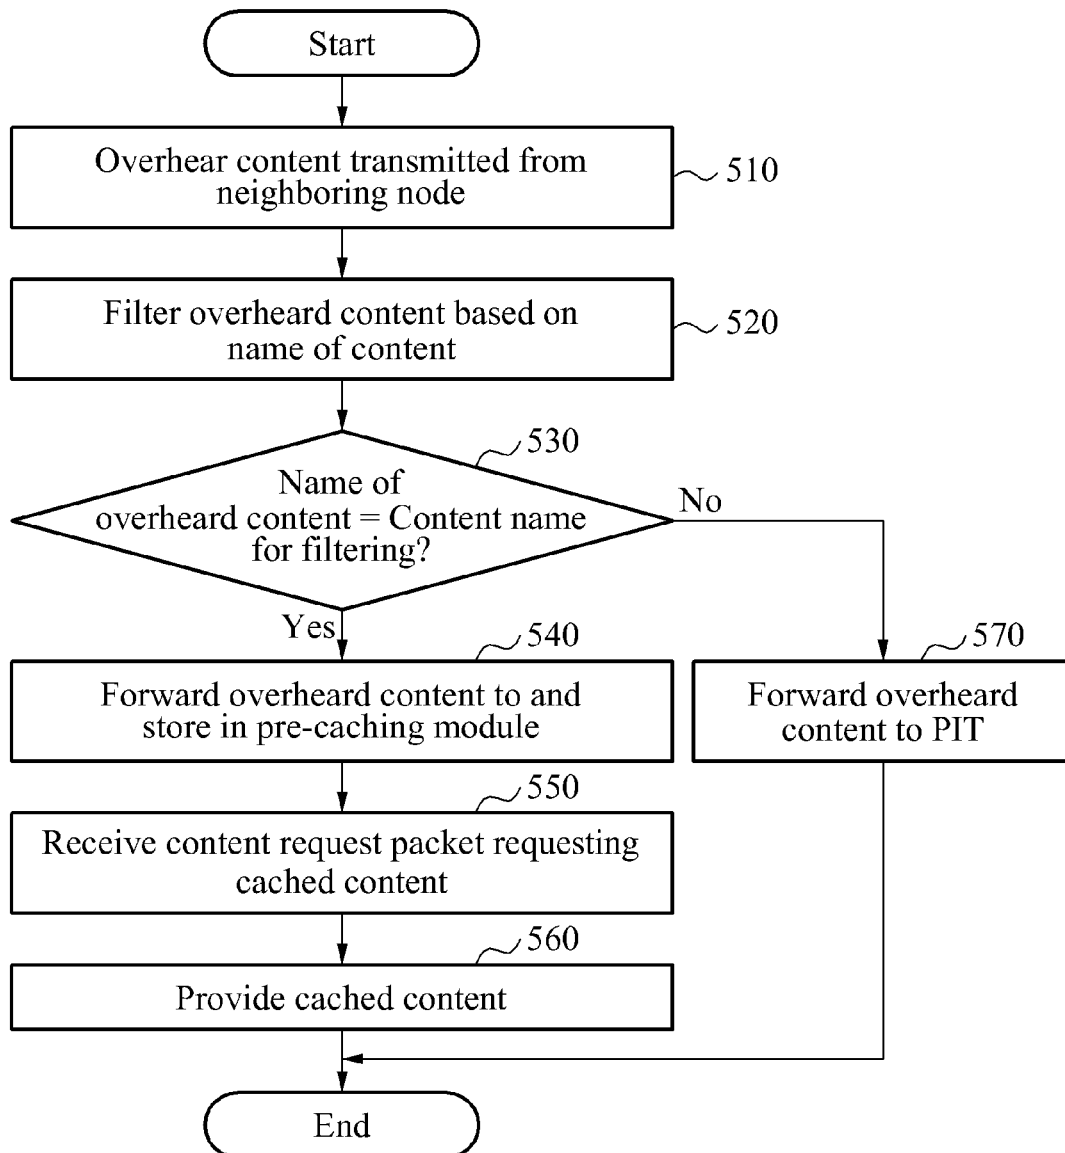 Start
Overhear content transmitted from
neighboring node
510
Filter overheard content based on
name of content
520
530
Name of
overheard content = Content name
for filtering?
No
Yes
540
Forward overheard content to and
store in pre-caching module
570
Forward overheard
content to PIT
550
Receive content request packet requesting
cached content
560
Provide cached content
End